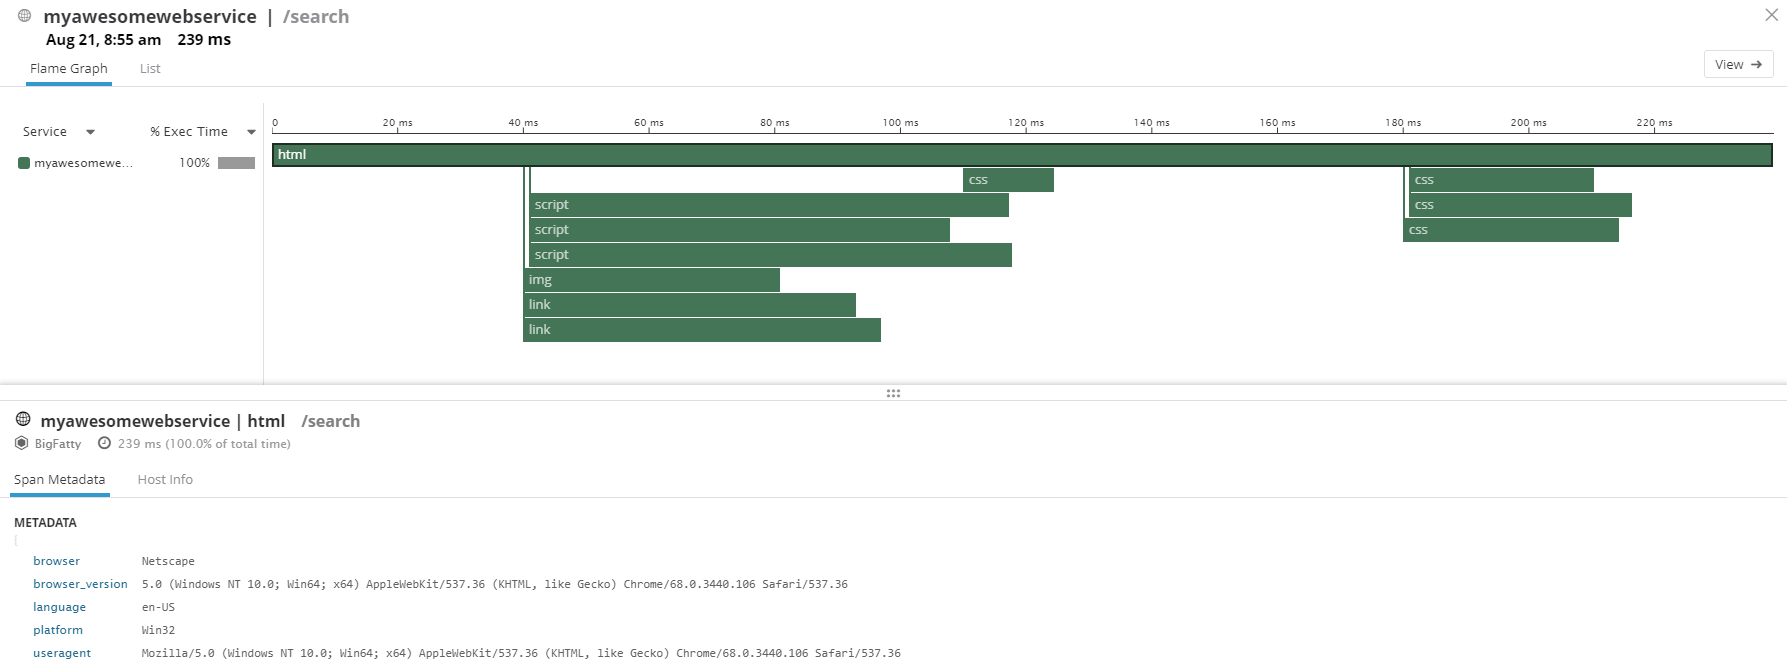 myawesomewebservice | /search
Aug 21, 8:55 am 239 ms
Flame Graph List
View →
Service % Exec Time
myawesomewe... 100%
0 20 ms 40 ms 60 ms 80 ms 100 ms 120 ms 140 ms 160 ms 180 ms 200 ms 220 ms
html
css css
script css
script css
script
img
link
link
myawesomewebservice | html /search
BigFatty 239 ms (100.0% of total time)
Span Metadata Host Info
METADATA
{
browser Netscape
browser_version 5.0 (Windows NT 10.0; Win64; x64) AppleWebKit/537.36 (KHTML, like Gecko) Chrome/68.0.3440.106 Safari/537.36
language en-US
platform Win32
useragent Mozilla/5.0 (Windows NT 10.0; Win64; x64) AppleWebKit/537.36 (KHTML, like Gecko) Chrome/68.0.3440.106 Safari/537.36